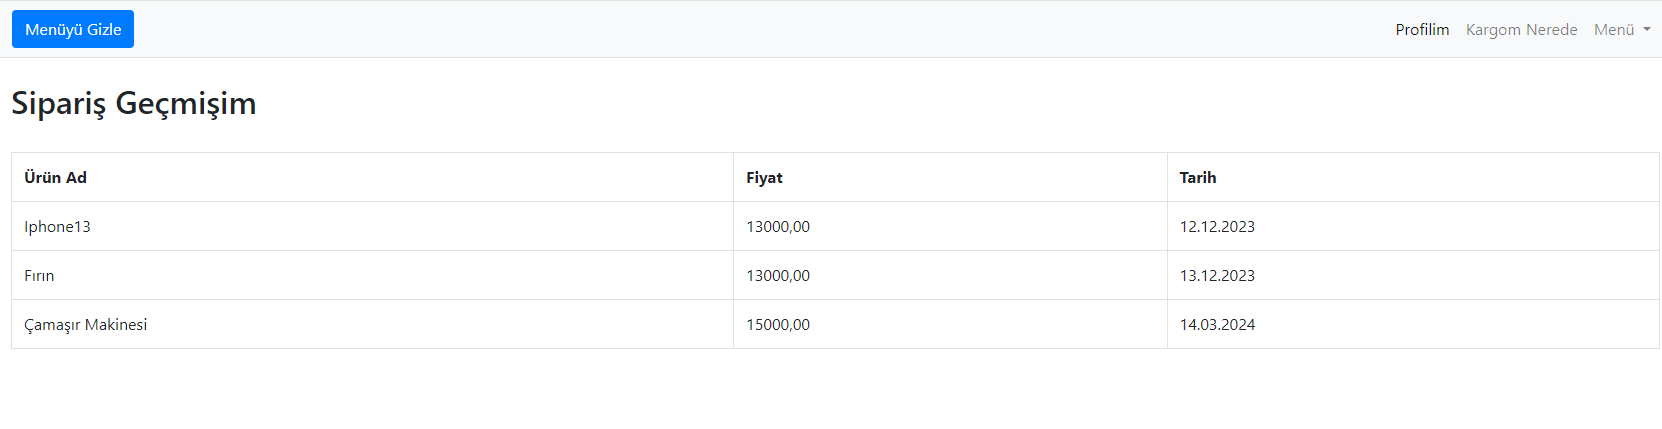 Menüyü Gizle Profilim Kargom Nerede Menü
Sipariş Geçmişim
Ürün Ad Fiyat Tarih
Iphone13 13000,00 12.12.2023
Fırın 13000,00 13.12.2023
Çamaşır Makinesi 15000,00 14.03.2024